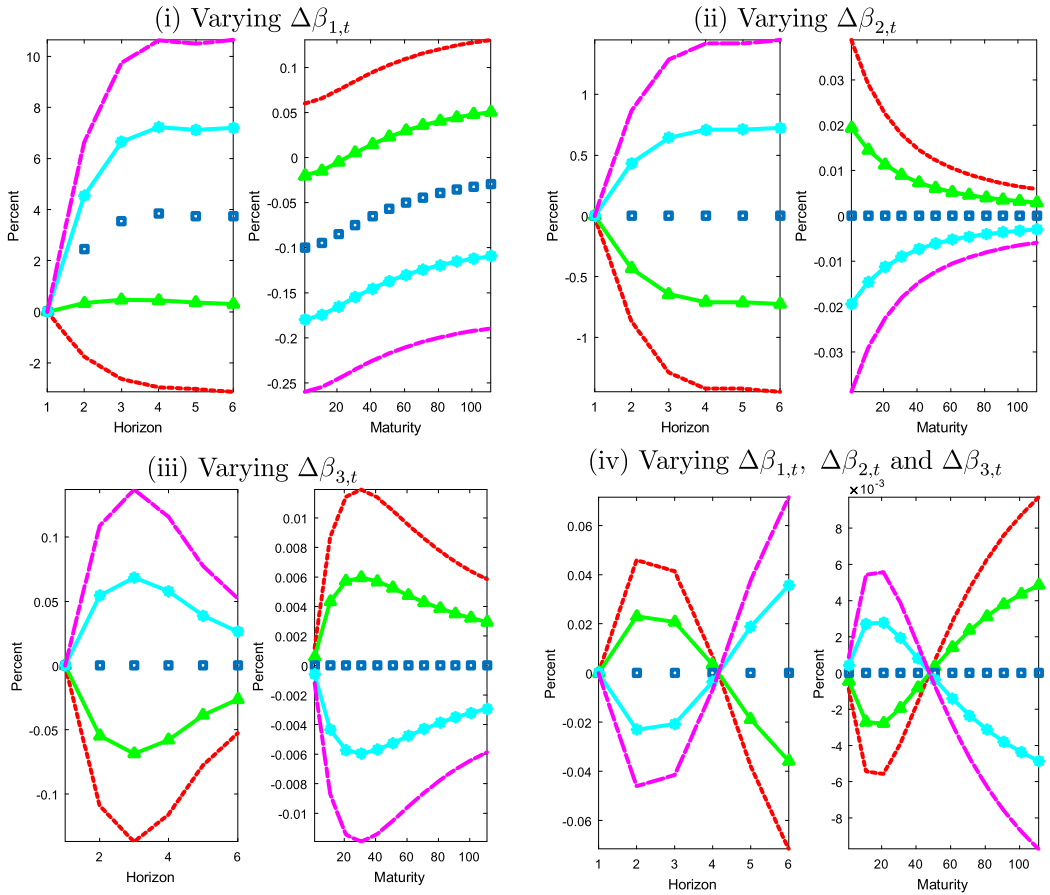 (i) Varying Δβ1,t
(ii) Varying Δβ2,t
Percent
10
8
6
4
2
0
-2
1 2 3 4 5 6
Horizon
Percent
0.1
0.05
0
-0.05
-0.1
-0.15
-0.2
-0.25
20 40 60 80 100
Maturity
Percent
1
0.5
0
-0.5
-1
1 2 3 4 5 6
Horizon
Percent
0.03
0.02
0.01
0
-0.01
-0.02
-0.03
20 40 60 80 100
Maturity
(iii) Varying Δβ3,t
(iv) Varying Δβ1,t, Δβ2,t and Δβ3,t
Percent
0.1
0.05
0
-0.05
-0.1
2 4 6
Horizon
Percent
0.01
0.008
0.006
0.004
0.002
0
-0.002
-0.004
-0.006
-0.008
-0.01
20 40 60 80 100
Maturity
Percent
0.06
0.04
0.02
0
-0.02
-0.04
-0.06
1 2 3 4 5 6
Horizon
×10-3
Percent
8
6
4
2
0
-2
-4
-6
-8
20 40 60 80 100
Maturity